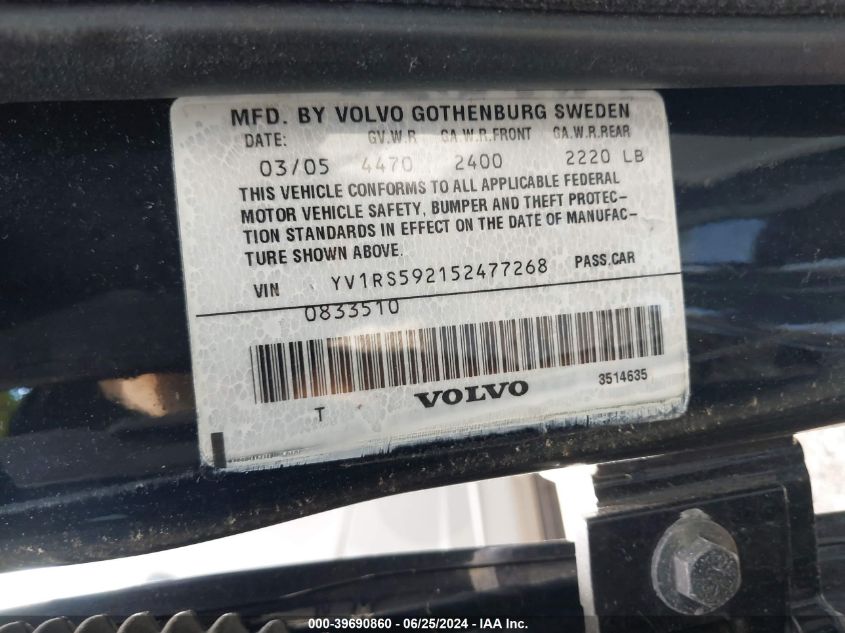 MFD. BY VOLVO GOTHENBURG SWEDEN
DATE: GV.W.R GA.W.R.FRONT GA.W.R.REAR
03/05 4470 2400 2220 LB
THIS VEHICLE CONFORMS TO ALL APPLICABLE FEDERAL
MOTOR VEHICLE SAFETY, BUMPER AND THEFT PROTEC-
TION STANDARDS IN EFFECT ON THE DATE OF MANUFAC-
TURE SHOWN ABOVE.
VIN YV1RS592152477268 PASS.CAR
0833510
T VOLVO 3514635
000-39690860 - 06/25/2024 - IAA Inc.